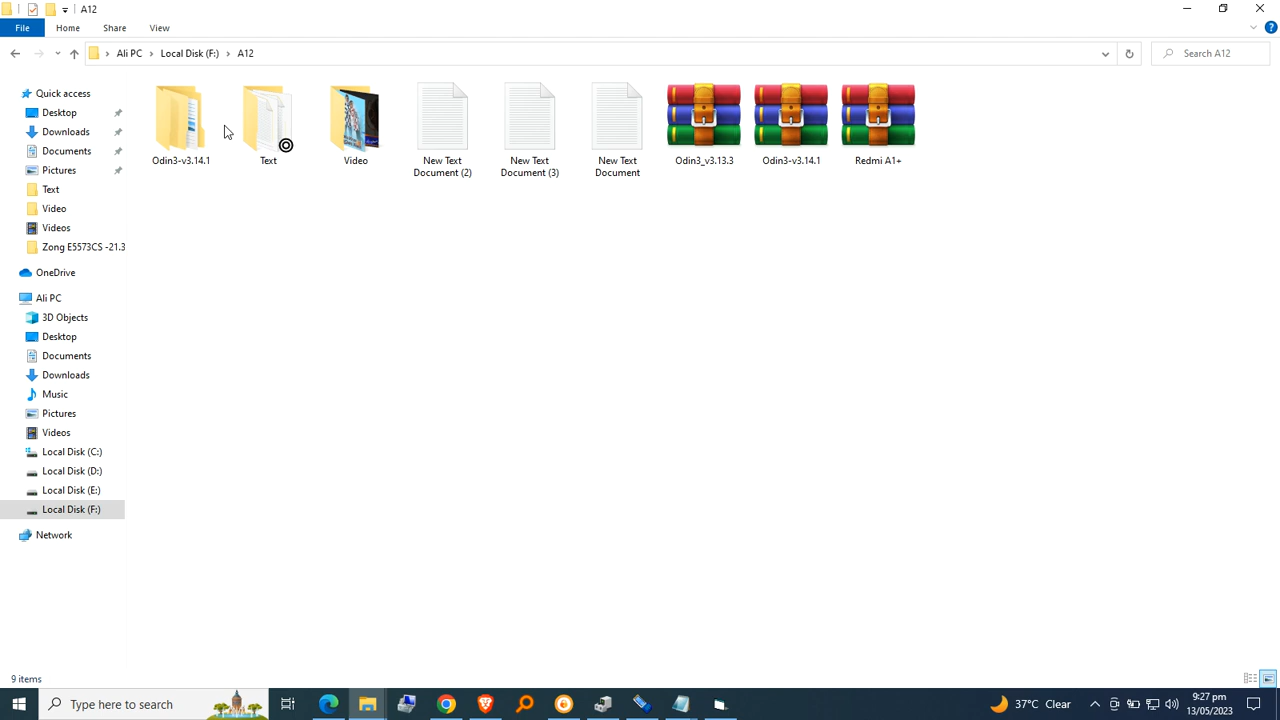 A12
File
Home
Share
View
Ali PC
Local Disk (F:)
A12
Search A12
Quick access
Desktop
Downloads
Documents
Pictures
Text
Video
Videos
Zong E5573CS -21.3
OneDrive
Ali PC
3D Objects
Desktop
Documents
Downloads
Music
Pictures
Videos
Local Disk (C:)
Local Disk (D:)
Local Disk (E:)
Local Disk (F:)
Network
Odin3-v3.14.1
Text
Video
New Text
Document (2)
New Text
Document (3)
New Text
Document
Odin3_v3.13.3
Odin3-v3.14.1
Redmi A1+
9 items
Type here to search
37°C Clear
9:27 pm
13/05/2023